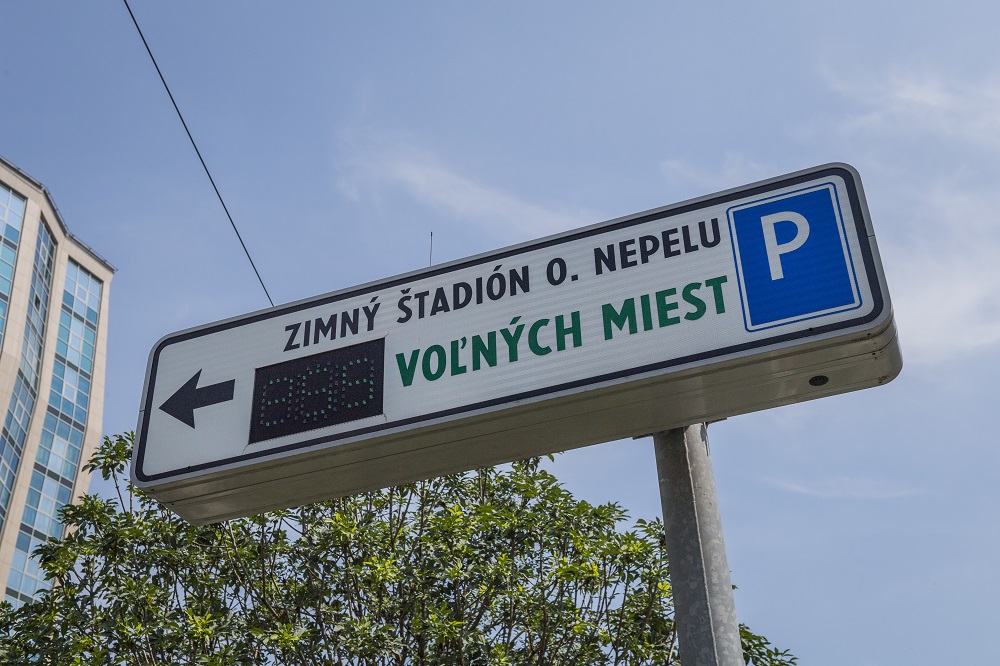 ZIMNÝ ŠTADIÓN O. NEPELU
VOĽNÝCH MIEST
P